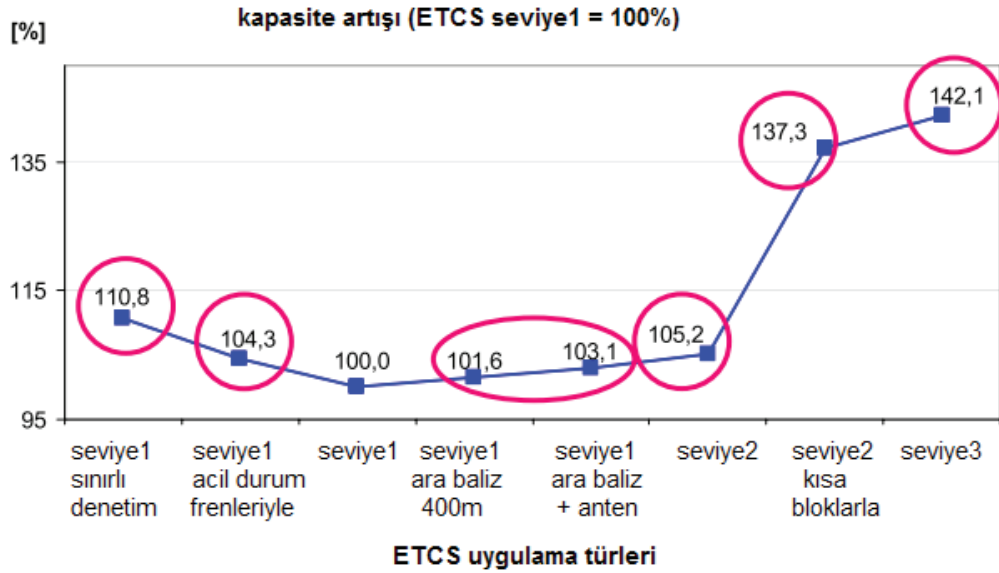 kapasite artışı (ETCS seviye1 = 100%)
[%]
142,1
137,3
135
115
110,8
104,3
100,0
101,6
103,1
105,2
95
seviye1 sınırlı denetim
seviye1 acil durum frenleriyle
seviye1
seviye1 ara baliz 400m
seviye1 ara baliz + anten
seviye2
seviye2 kısa bloklarla
seviye3
ETCS uygulama türleri